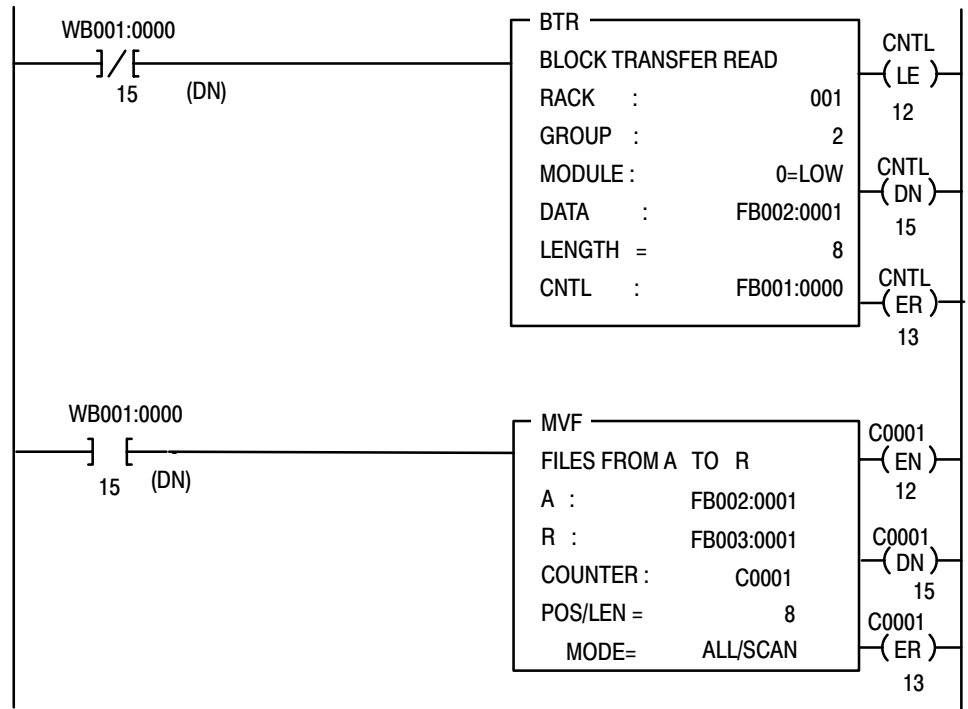 WB001:0000
]/[
15 (DN)
BTR
BLOCK TRANSFER READ
RACK : 001
GROUP : 2
MODULE : 0=LOW
DATA : FB002:0001
LENGTH = 8
CNTL : FB001:0000
CNTL
( LE )
12
CNTL
( DN )
15
CNTL
( ER )
13
WB001:0000
] [
15 (DN)
MVF
FILES FROM A TO R
A : FB002:0001
R : FB003:0001
COUNTER : C0001
POS/LEN = 8
MODE= ALL/SCAN
C0001
( EN )
12
C0001
( DN )
15
C0001
( ER )
13